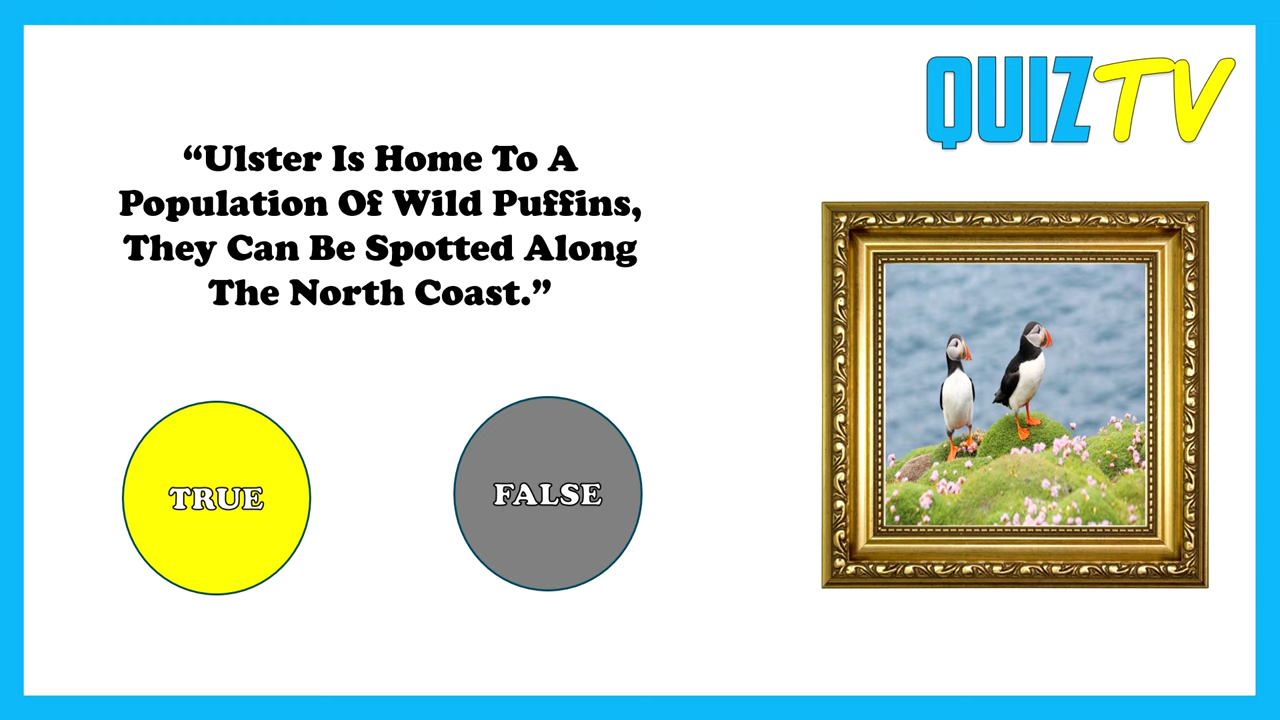 QUIZTV
“Ulster Is Home To A
Population Of Wild Puffins,
They Can Be Spotted Along
The North Coast.”
TRUE
FALSE